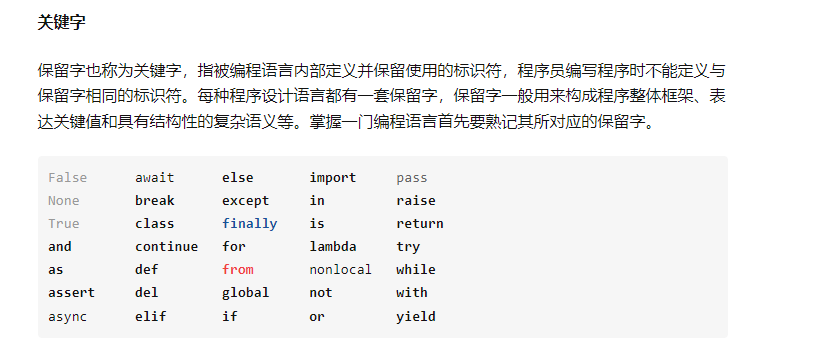 关键字
保留字也称为关键字，指被编程语言内部定义并保留使用的标识符，程序员编写程序时不能定义与
保留字相同的标识符。每种程序设计语言都有一套保留字，保留字一般用来构成程序整体框架、表
达关键值和具有结构性的复杂语义等。掌握一门编程语言首先要熟记其所对应的保留字。
False await else import pass
None break except in raise
True class finally is return
and continue for lambda try
as def from nonlocal while
assert del global not with
async elif if or yield